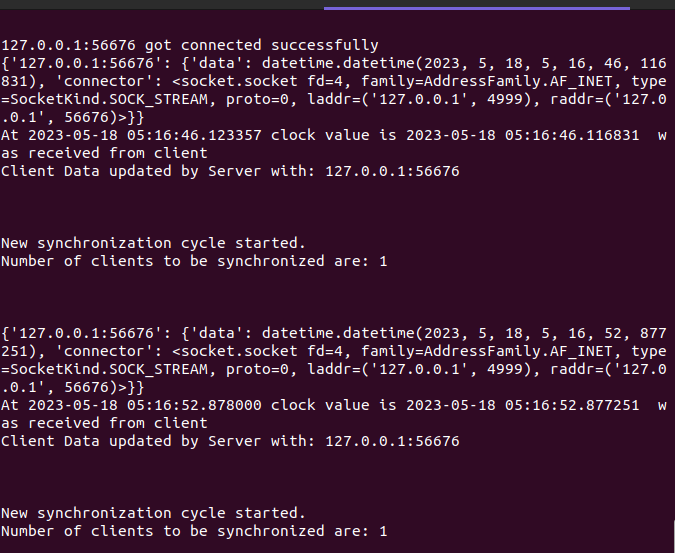 127.0.0.1:56676 got connected successfully
{'127.0.0.1:56676': {'data': datetime.datetime(2023, 5, 18, 5, 16, 46, 116
831), 'connector': <socket.socket fd=4, family=AddressFamily.AF_INET, type
=SocketKind.SOCK_STREAM, proto=0, laddr=('127.0.0.1', 4999), raddr=('127.0
.0.1', 56676)>}}
At 2023-05-18 05:16:46.123357 clock value is 2023-05-18 05:16:46.116831  w
as received from client
Client Data updated by Server with: 127.0.0.1:56676
New synchronization cycle started.
Number of clients to be synchronized are: 1
{'127.0.0.1:56676': {'data': datetime.datetime(2023, 5, 18, 5, 16, 52, 877
251), 'connector': <socket.socket fd=4, family=AddressFamily.AF_INET, type
=SocketKind.SOCK_STREAM, proto=0, laddr=('127.0.0.1', 4999), raddr=('127.0
.0.1', 56676)>}}
At 2023-05-18 05:16:52.878000 clock value is 2023-05-18 05:16:52.877251  w
as received from client
Client Data updated by Server with: 127.0.0.1:56676
New synchronization cycle started.
Number of clients to be synchronized are: 1